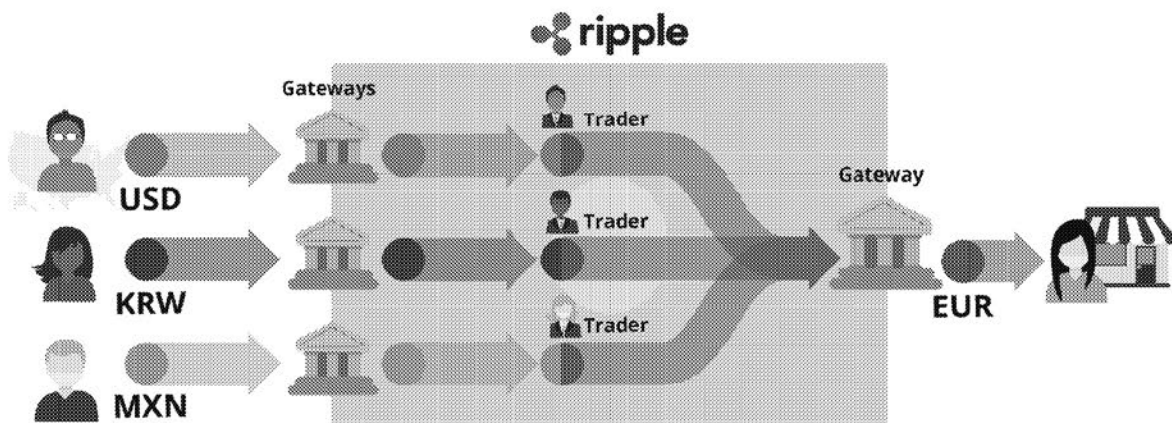 ripple
Gateways
Trader
USD
Trader
Gateway
KRW
EUR
Trader
MXN